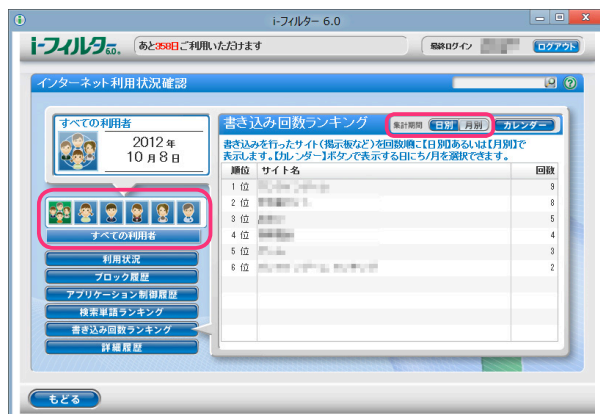 i-フィルター 6.0
i-フィルター6.0.
あと358日ご利用いただけます
最終ログイン
ログアウト
インターネット利用状況確認
すべての利用者
2012年
10月8日
すべての利用者
利用状況
ブロック履歴
アプリケーション制御履歴
検索単語ランキング
書き込み回数ランキング
詳細履歴
書き込み回数ランキング
集計期間
日別
月別
カレンダー
書き込みを行ったサイト(掲示板など)を回数順に【日別】あるいは【月別】で
表示します。【カレンダー】ボタンで表示する日にち/月を選択できます。
順位 サイト名 回数
1 位 9
2 位 8
3 位 5
4 位 4
5 位 3
6 位 2
もどる